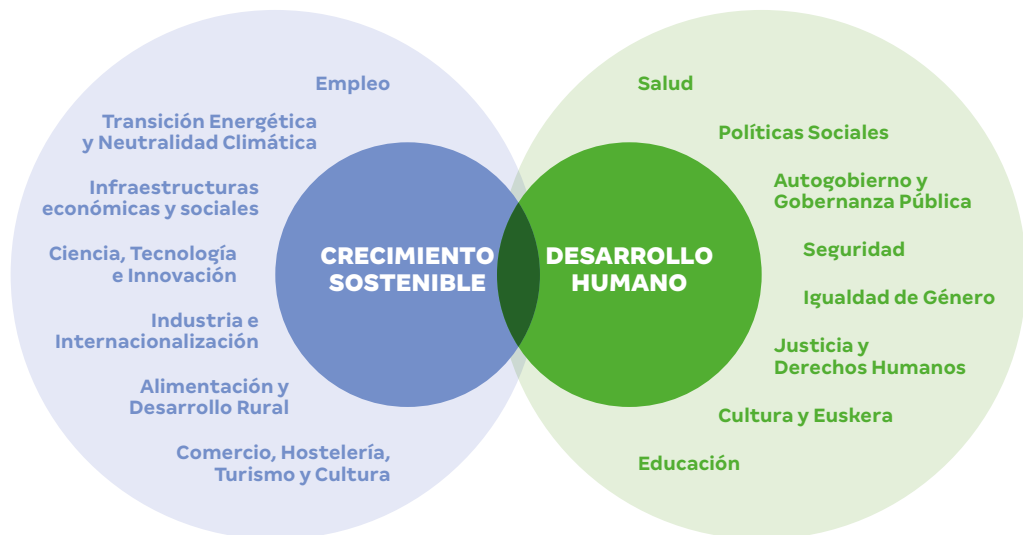 Empleo
Transición Energética
y Neutralidad Climática
Infraestructuras
económicas y sociales
Ciencia, Tecnología
e Innovación
Industria e
Internacionalización
Alimentación y
Desarrollo Rural
Comercio, Hostelería,
Turismo y Cultura
CRECIMIENTO
SOSTENIBLE
DESARROLLO
HUMANO
Salud
Políticas Sociales
Autogobierno y
Gobernanza Pública
Seguridad
Igualdad de Género
Justicia y
Derechos Humanos
Cultura y Euskera
Educación